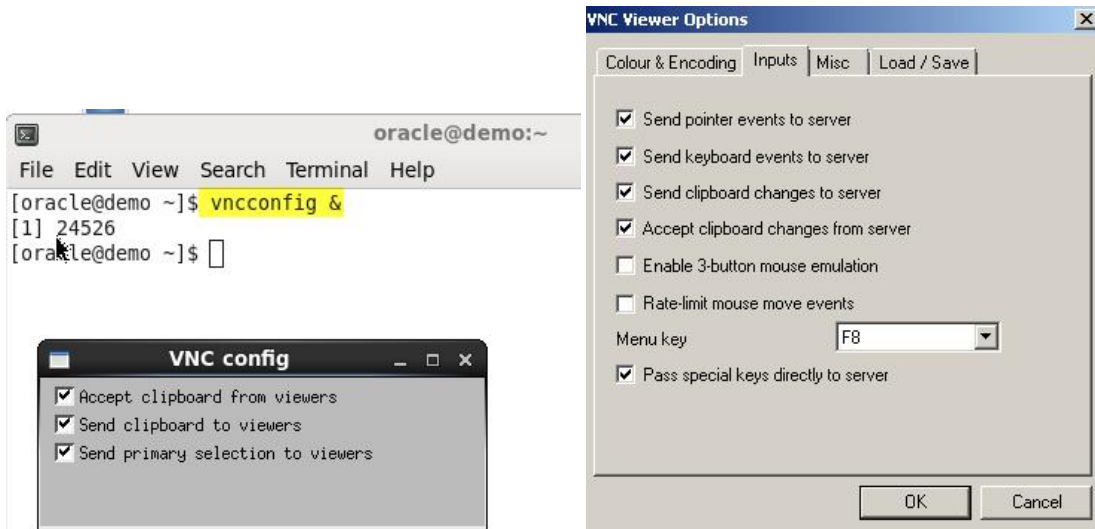 oracle@demo:~
File Edit View Search Terminal Help
[oracle@demo ~]$ vncconfig &
[1] 24526
[oracle@demo ~]$
VNC config
Accept clipboard from viewers
Send clipboard to viewers
Send primary selection to viewers
VNC Viewer Options
Colour & Encoding Inputs Misc Load / Save
Send pointer events to server
Send keyboard events to server
Send clipboard changes to server
Accept clipboard changes from server
Enable 3-button mouse emulation
Rate-limit mouse move events
Menu key F8
Pass special keys directly to server
OK Cancel